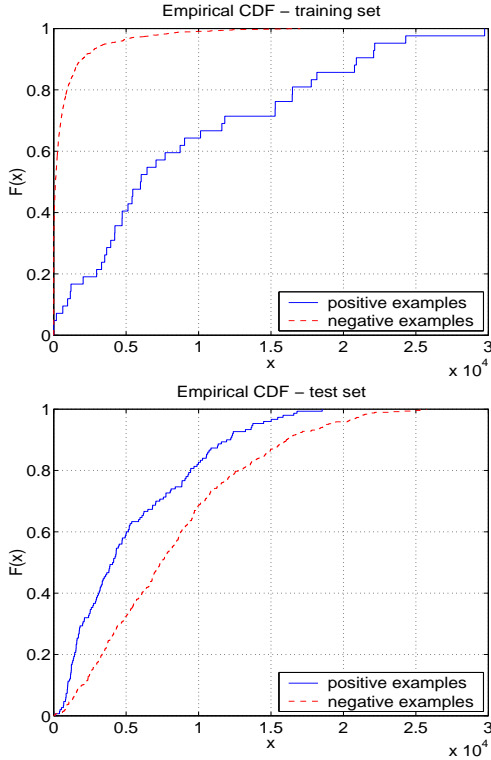 Empirical CDF – training set
1
0.8
0.6
0.4
0.2
0
F(x)
0 0.5 1 1.5 2 2.5 3
x
x 10^4
positive examples
negative examples
Empirical CDF – test set
1
0.8
0.6
0.4
0.2
0
F(x)
0 0.5 1 1.5 2 2.5 3
x
x 10^4
positive examples
negative examples